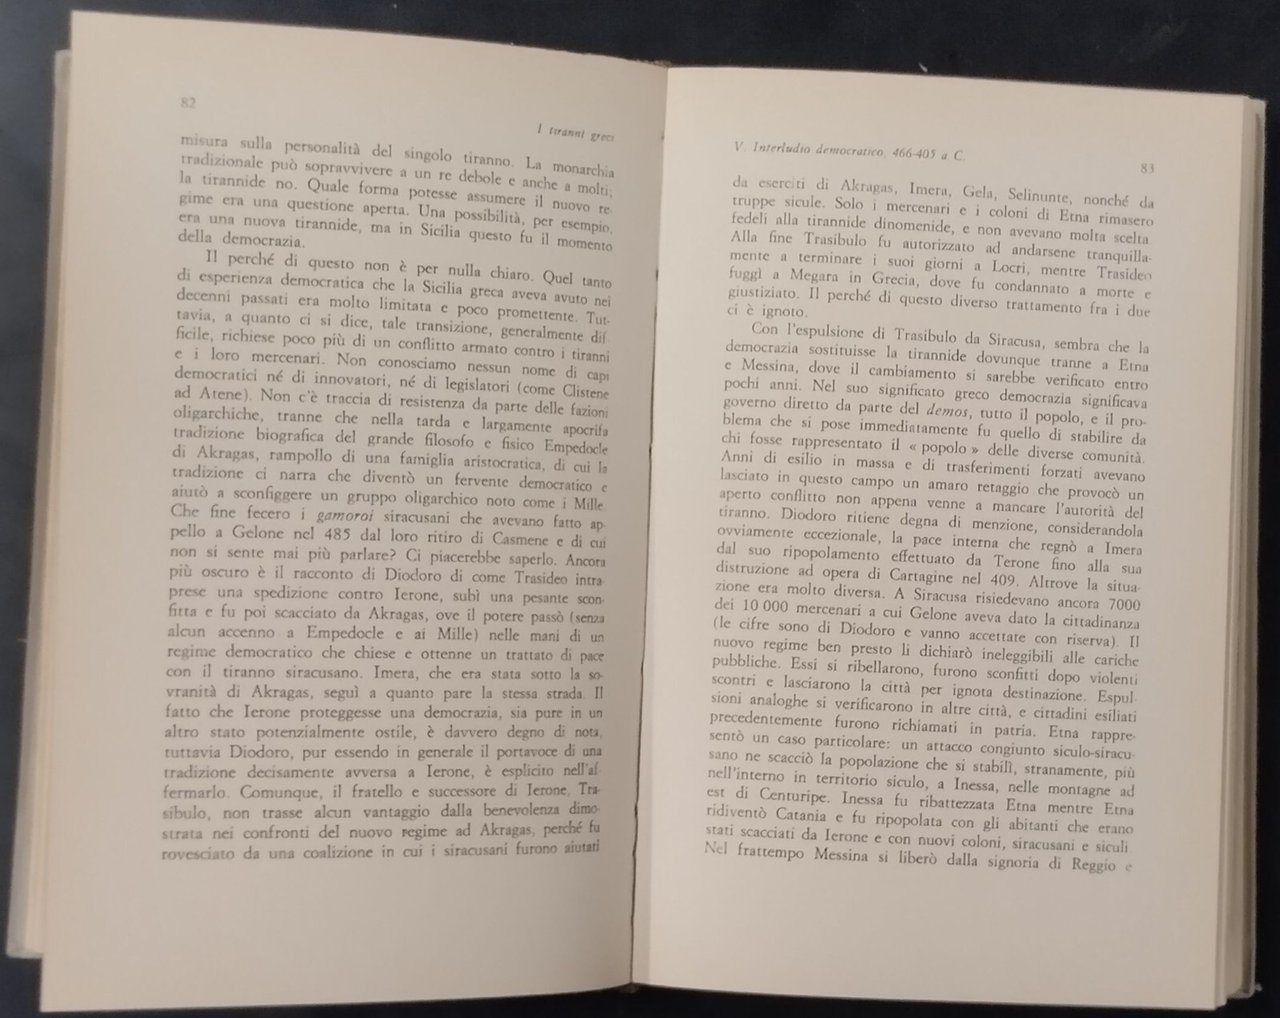 82
I tiranni greci
misura sulla personalità del singolo tiranno. La monarchia
tradizionale può sopravvivere a un re debole e anche a molti;
la tirannide no. Quale forma potesse assumere il nuovo re-
gime era una questione aperta. Una possibilità, per esempio,
era una nuova tirannide, ma in Sicilia questo fu il momento
della democrazia.
Il perché di questo non è per nulla chiaro. Quel tanto
di esperienza democratica che la Sicilia greca aveva avuto nei
decenni passati era molto limitata e poco promettente. Tut-
tavia, a quanto ci si dice, tale transizione, generalmente dif-
ficile, richiese poco più di un conflitto armato contro i tiranni
e i loro mercenari. Non conosciamo nessun nome di capi
democratici né di innovatori, né di legislatori (come Clistene
ad Atene). Non c'è traccia di resistenza da parte delle fazioni
oligarchiche, tranne che nella tarda e largamente apocrifa
tradizione biografica del grande filosofo e fisico Empedocle
di Akragas, rampollo di una famiglia aristocratica, di cui la
tradizione ci narra che diventò un fervente democratico e
aiutò a sconfiggere un gruppo oligarchico noto come i Mille.
Che fine fecero i gamoroi siracusani che avevano fatto ap-
pello a Gelone nel 485 dal loro ritiro di Casmene e di cui
non si sente mai più parlare? Ci piacerebbe saperlo. Ancora
più oscuro è il racconto di Diodoro di come Trasideo intra-
prese una spedizione contro Ierone, subì una pesante scon-
fitta e fu poi scacciato da Akragas, ove il potere passò (senza
alcun accenno a Empedocle e ai Mille) nelle mani di un
regime democratico che chiese e ottenne un trattato di pace
con il tiranno siracusano. Imera, che era stata sotto la so-
vranità di Akragas, seguì a quanto pare la stessa strada. Il
fatto che Ierone proteggesse una democrazia, sia pure in un
altro stato potenzialmente ostile, è davvero degno di nota,
tuttavia Diodoro, pur essendo in generale il portavoce di una
tradizione decisamente avversa a Ierone, è esplicito nell'af-
fermarlo. Comunque, il fratello e successore di Ierone, Tra-
sibulo, non trasse alcun vantaggio dalla benevolenza dimo-
strata nei confronti del nuovo regime ad Akragas, perché fu
rovesciato da una coalizione in cui i siracusani furono aiutati
V. Interludio democratico, 466-405 a C.
83
da eserciti di Akragas, Imera, Gela, Selinunte, nonché da
truppe sicule. Solo i mercenari e i coloni di Etna rimasero
fedeli alla tirannide dinomenide, e non avevano molta scelta.
Alla fine Trasibulo fu autorizzato ad andarsene tranquilla-
mente a terminare i suoi giorni a Locri, mentre Trasideo
fuggì a Megara in Grecia, dove fu condannato a morte e
giustiziato. Il perché di questo diverso trattamento fra i due
ci è ignoto.
Con l'espulsione di Trasibulo da Siracusa, sembra che la
democrazia sostituisse la tirannide dovunque tranne a Etna
e Messina, dove il cambiamento si sarebbe verificato entro
pochi anni. Nel suo significato greco democrazia significava
governo diretto da parte del demos, tutto il popolo, e il pro-
blema che si pose immediatamente fu quello di stabilire da
chi fosse rappresentato il « popolo » delle diverse comunità.
Anni di esilio in massa e di trasferimenti forzati avevano
lasciato in questo campo un amaro retaggio che provocò un
aperto conflitto non appena venne a mancare l'autorità del
tiranno. Diodoro ritiene degna di menzione, considerandola
ovviamente eccezionale, la pace interna che regnò a Imera
dal suo ripopolamento effettuato da Terone fino alla sua
distruzione ad opera di Cartagine nel 409. Altrove la situa-
zione era molto diversa. A Siracusa risiedevano ancora 7000
dei 10 000 mercenari a cui Gelone aveva dato la cittadinanza
(le cifre sono di Diodoro e vanno accettate con riserva). Il
nuovo regime ben presto li dichiarò ineleggibili alle cariche
pubbliche. Essi si ribellarono, furono sconfitti dopo violenti
scontri e lasciarono la città per ignota destinazione. Espul-
sioni analoghe si verificarono in altre città, e cittadini esiliati
precedentemente furono richiamati in patria. Etna rappre-
sentò un caso particolare: un attacco congiunto siculo-siracu-
sano ne scacciò la popolazione che si stabilì, stranamente, più
nell'interno in territorio siculo, a Inessa, nelle montagne ad
est di Centuripe. Inessa fu ribattezzata Etna mentre Etna
ridiventò Catania e fu ripopolata con gli abitanti che erano
stati scacciati da Ierone e con nuovi coloni, siracusani e siculi.
Nel frattempo Messina si liberò dalla signoria di Reggio e